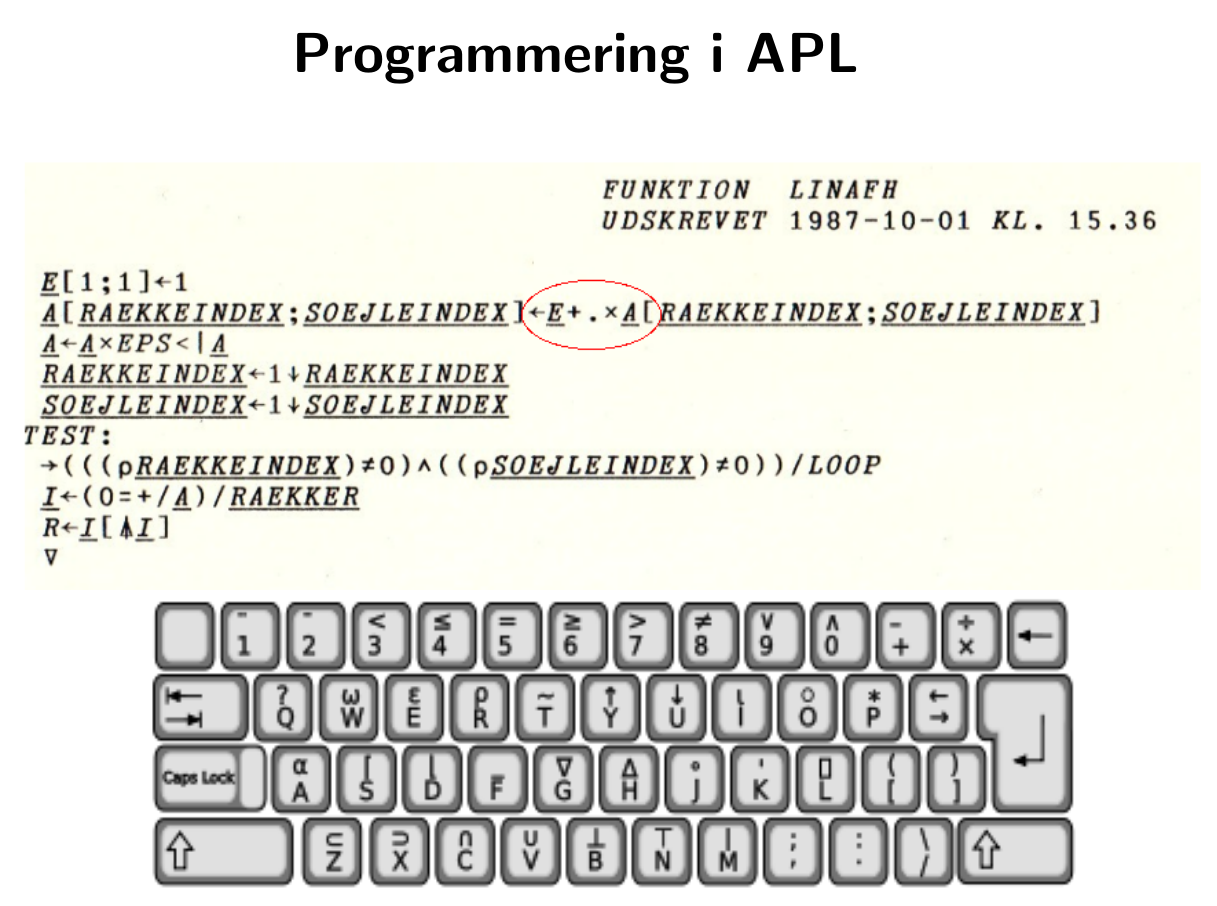 Programmering i APL
FUNKTION LINAFH
UDSKREVET 1987-10-01 KL. 15.36
E[1;1]←1
A[RAEKKEINDEX;SOEJLEINDEX]←E+.×A[RAEKKEINDEX;SOEJLEINDEX]
A←A×EPS<|A
RAEKKEINDEX←1↓RAEKKEINDEX
SOEJLEINDEX←1↓SOEJLEINDEX
TEST:
→(((⍴RAEKKEINDEX)≠0)∧((⍴SOEJLEINDEX)≠0))/LOOP
I←(0=+/A)/RAEKKER
R←I[⍋I]
∇
¨ ¯ < ≤ = ≥ > ≠ ∨ ∧ - ÷ ←
1 2 3 4 5 6 7 8 9 0 + ×
? ω ε ρ ~ ↑ ↓ ι ○ * ←
Q W E R T Y U I O P →
Caps Lock α ⌈ ⌊ _ ∇ ∆ ∘ ' ⎕ ( )
A S D F G H J K L [ ]
⊂ ⊃ ∩ ∪ ⊥ ⊤ | ; : \
Z X C V B N M , . /